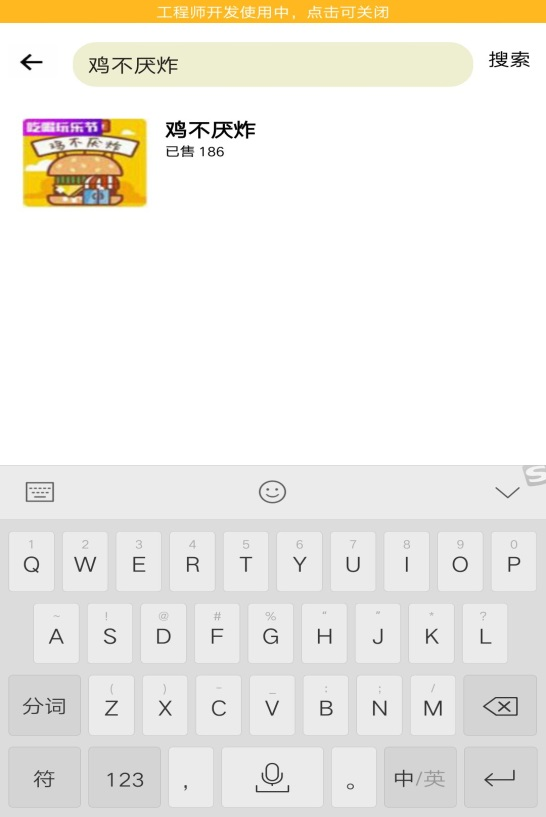 工程师开发使用中，点击可关闭
鸡不厌炸
搜索
吃喝玩乐节
鸡不厌炸
鸡不厌炸
已售 186
1 2 3 4 5 6 7 8 9 0
Q W E R T Y U I O P
~ ! @ # % " " * ?
A S D F G H J K L
( ) - _ : ; /
分词 Z X C V B N M
符 123 , 。 中/英